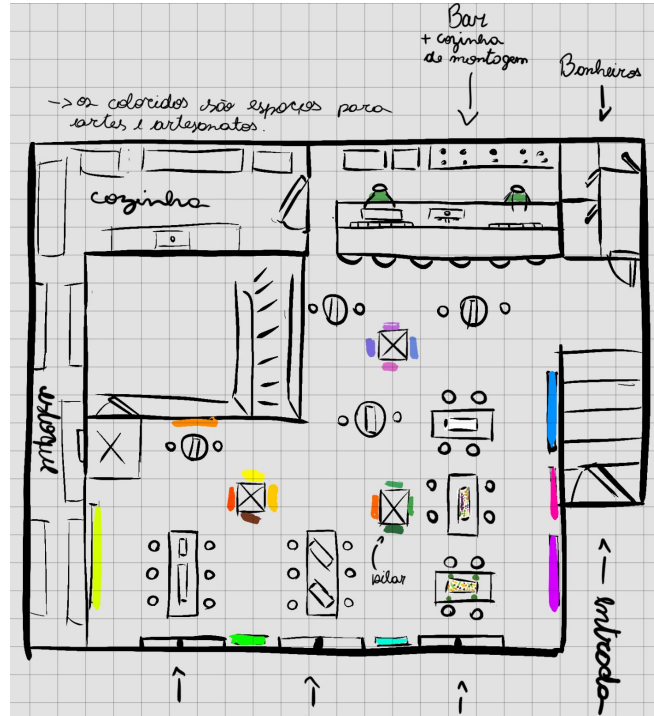 Bar
+ cozinha
de montagem
Banheiros
-> os coloridos são espaços para
artes e artesanatos.
cozinha
estoque
pilar
entrada